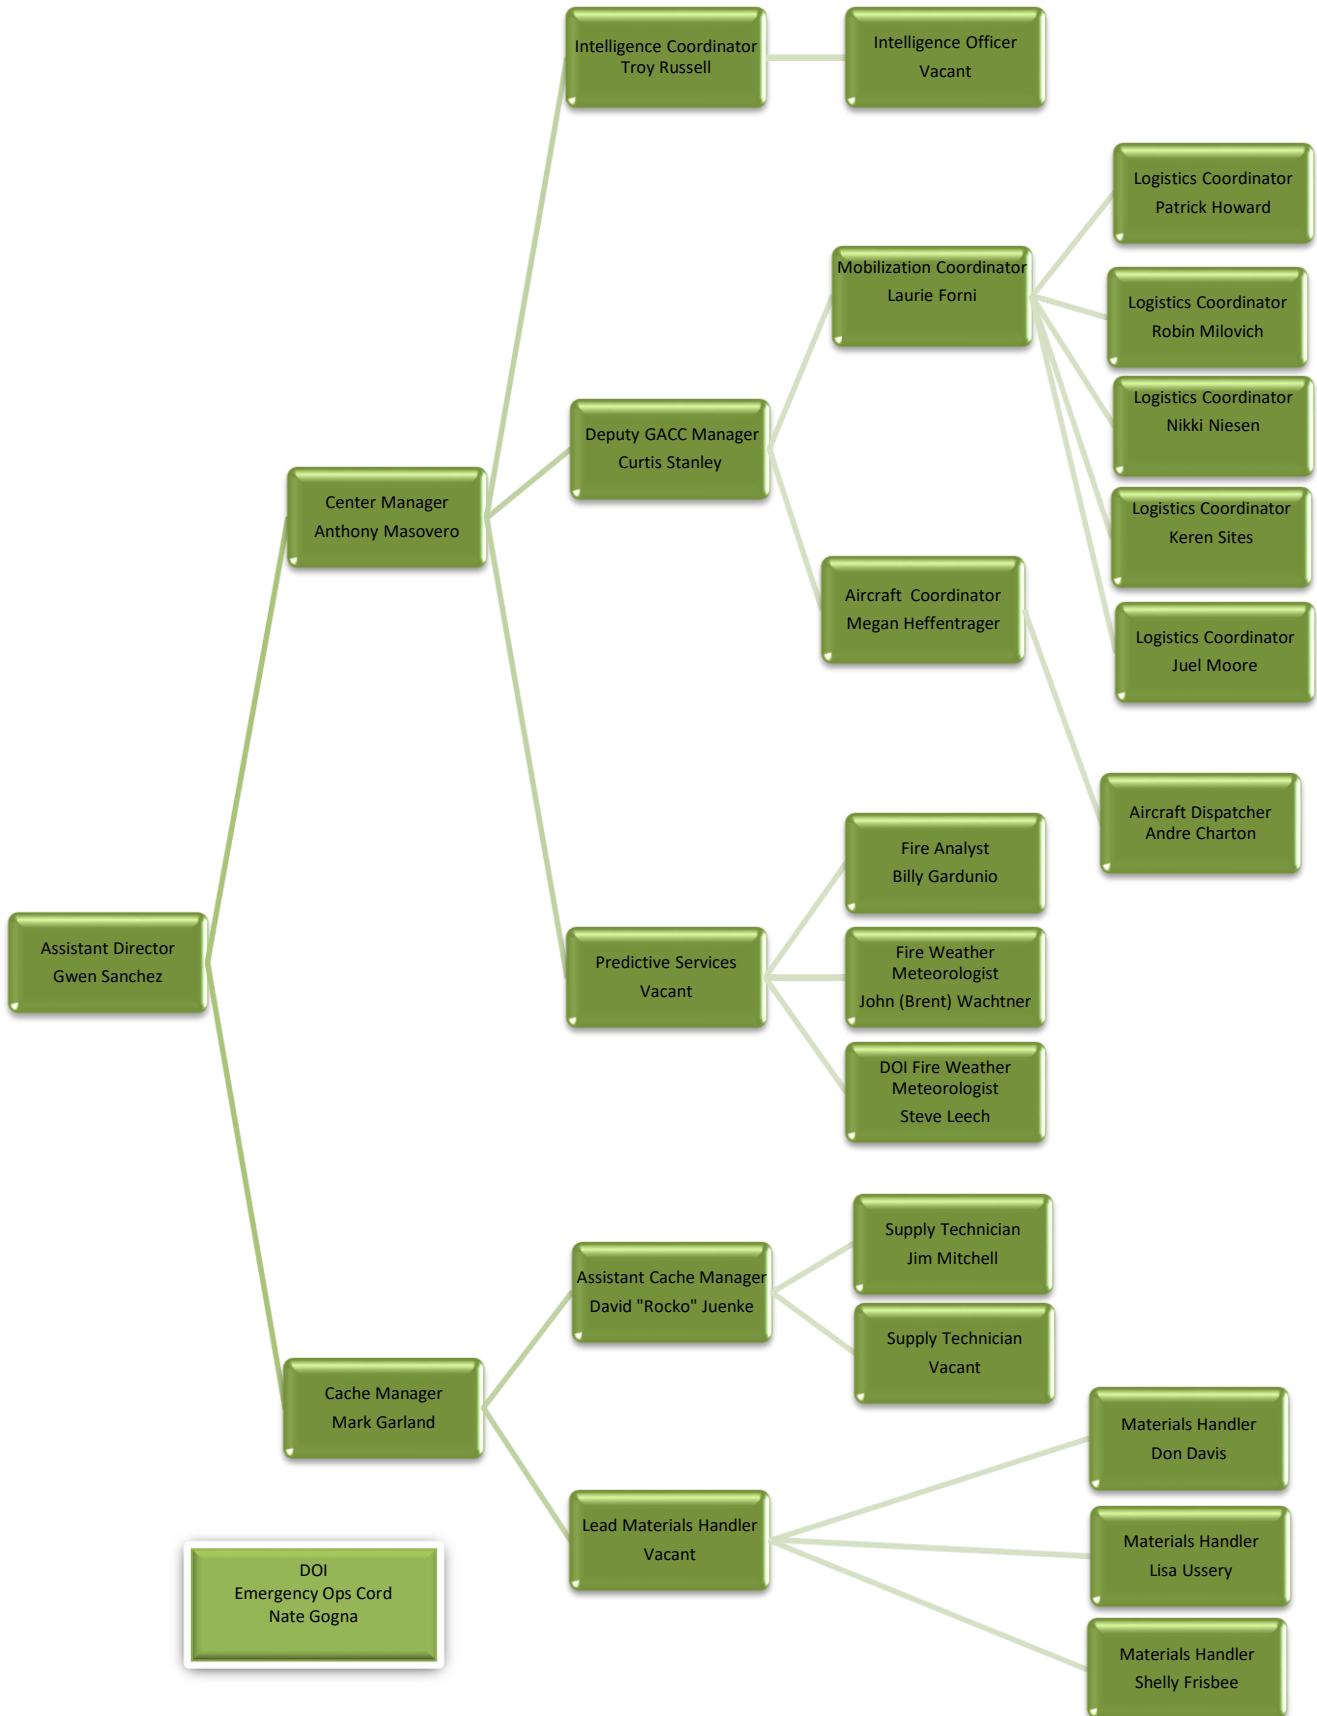 Intelligence Coordinator
Troy Russell
Intelligence Officer
Vacant
Logistics Coordinator
Patrick Howard
Mobilization Coordinator
Laurie Forni
Logistics Coordinator
Robin Milovich
Logistics Coordinator
Nikki Niesen
Deputy GACC Manager
Curtis Stanley
Center Manager
Anthony Masovero
Logistics Coordinator
Keren Sites
Aircraft  Coordinator
Megan Heffentrager
Logistics Coordinator
Juel Moore
Aircraft Dispatcher
Andre Charton
Fire Analyst
Billy Gardunio
Assistant Director
Gwen Sanchez
Predictive Services
Vacant
Fire Weather
Meteorologist
John (Brent) Wachtner
DOI Fire Weather
Meteorologist
Steve Leech
Supply Technician
Jim Mitchell
Assistant Cache Manager
David "Rocko" Juenke
Supply Technician
Vacant
Cache Manager
Mark Garland
Materials Handler
Don Davis
Lead Materials Handler
Vacant
Materials Handler
Lisa Ussery
DOI
Emergency Ops Cord
Nate Gogna
Materials Handler
Shelly Frisbee